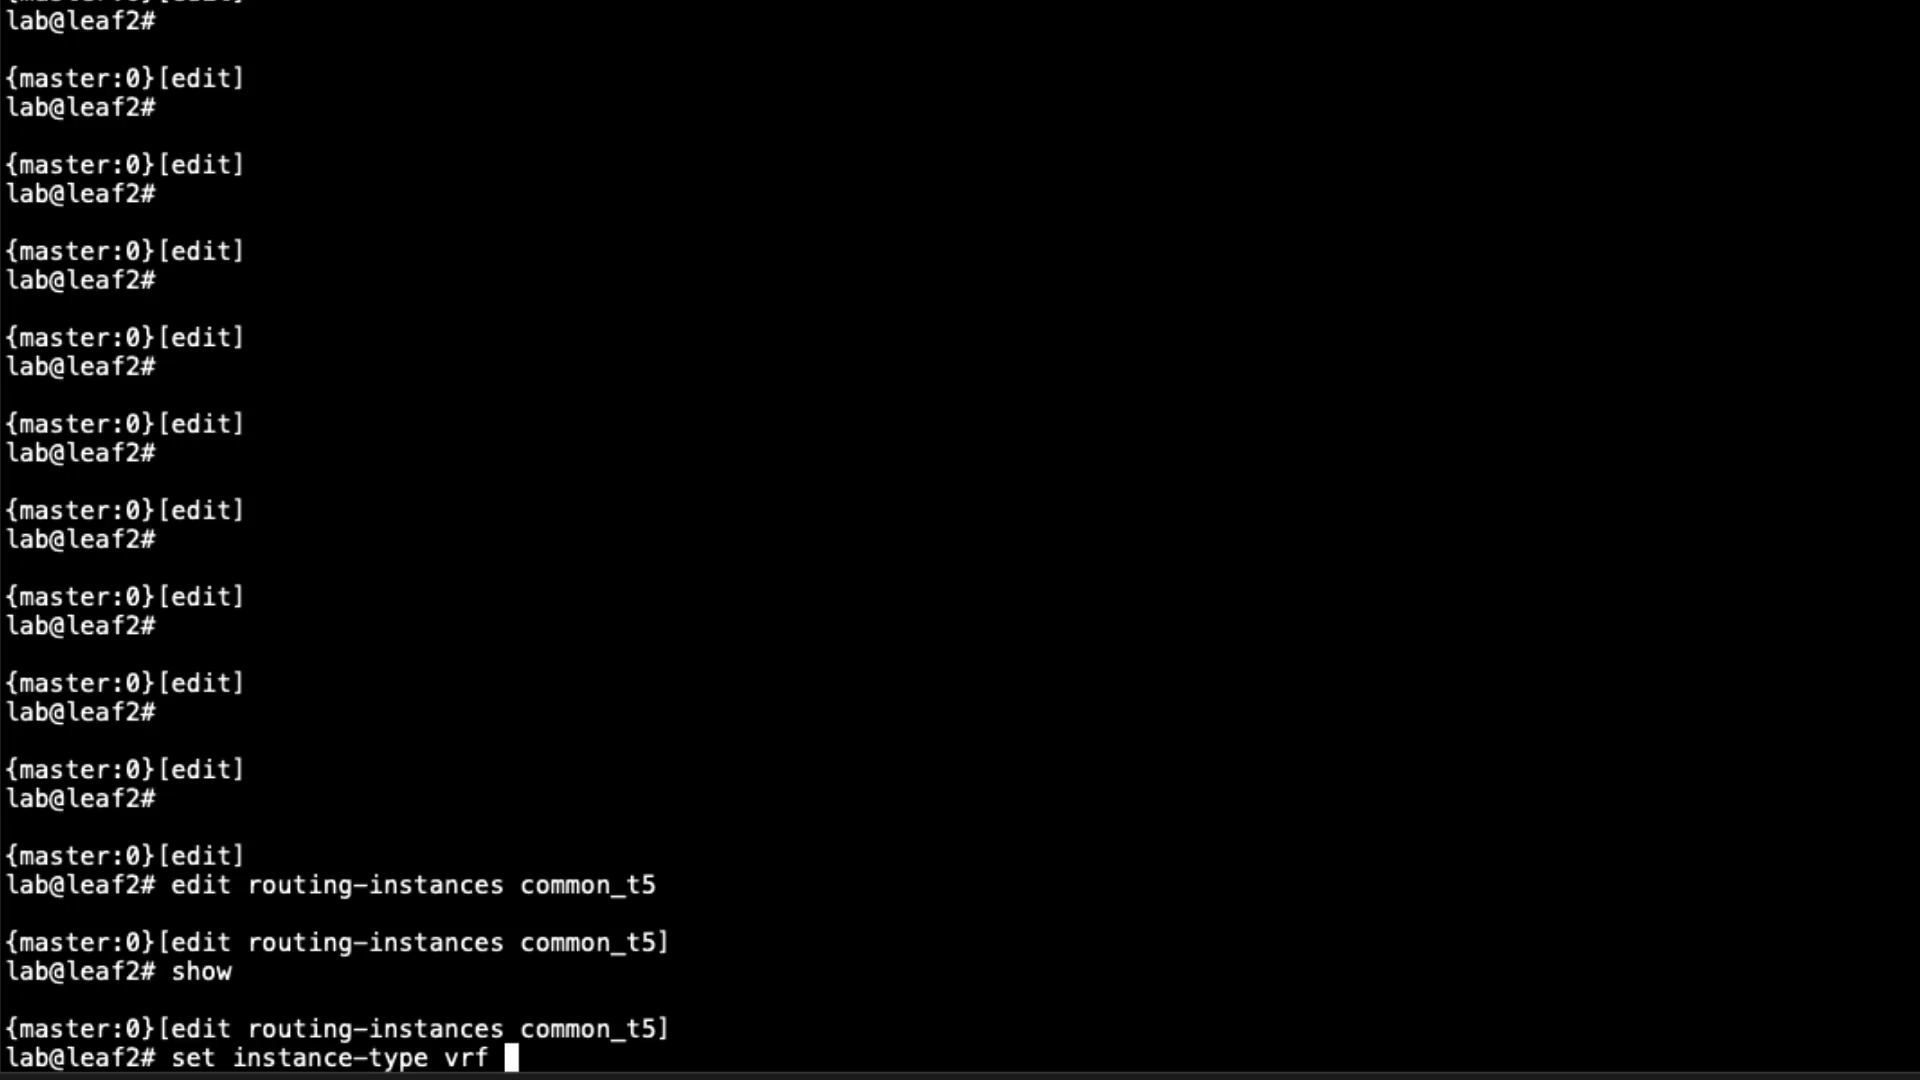 {master:0}[edit]
lab@leaf2#
{master:0}[edit]
lab@leaf2#
{master:0}[edit]
lab@leaf2#
{master:0}[edit]
lab@leaf2#
{master:0}[edit]
lab@leaf2#
{master:0}[edit]
lab@leaf2#
{master:0}[edit]
lab@leaf2#
{master:0}[edit]
lab@leaf2#
{master:0}[edit]
lab@leaf2#
{master:0}[edit]
lab@leaf2#
{master:0}[edit]
lab@leaf2# edit routing-instances common_t5
{master:0}[edit routing-instances common_t5]
lab@leaf2# show
{master:0}[edit routing-instances common_t5]
lab@leaf2# set instance-type vrf